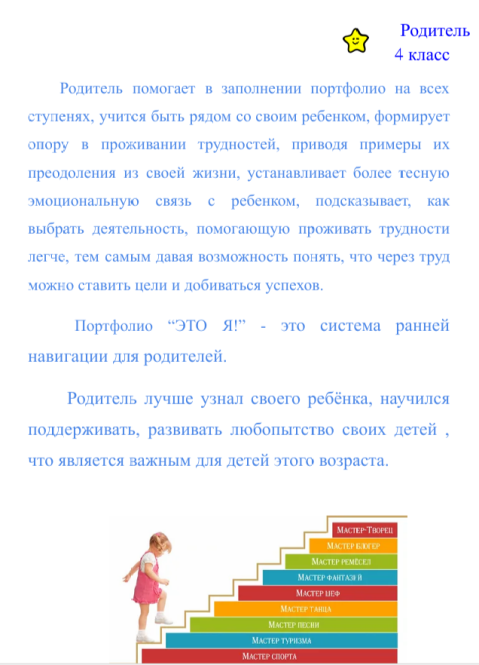 Родитель
4 класс
Родитель помогает в заполнении портфолио на всех
ступенях, учится быть рядом со своим ребенком, формирует
опору в проживании трудностей, приводя примеры их
преодоления из своей жизни, устанавливает более тесную
эмоциональную связь с ребенком, подсказывает, как
выбрать деятельность, помогающую проживать трудности
легче, тем самым давая возможность понять, что через труд
можно ставить цели и добиваться успехов.
Портфолио “ЭТО Я!” - это система ранней
навигации для родителей.
Родитель лучше узнал своего ребёнка, научился
поддерживать, развивать любопытство своих детей ,
что является важным для детей этого возраста.
Мастер-Творец
Мастер блогер
Мастер ремёсел
Мастер фантазёй
Мастер шеф
Мастер танца
Мастер песни
Мастер туризма
Мастер спорта